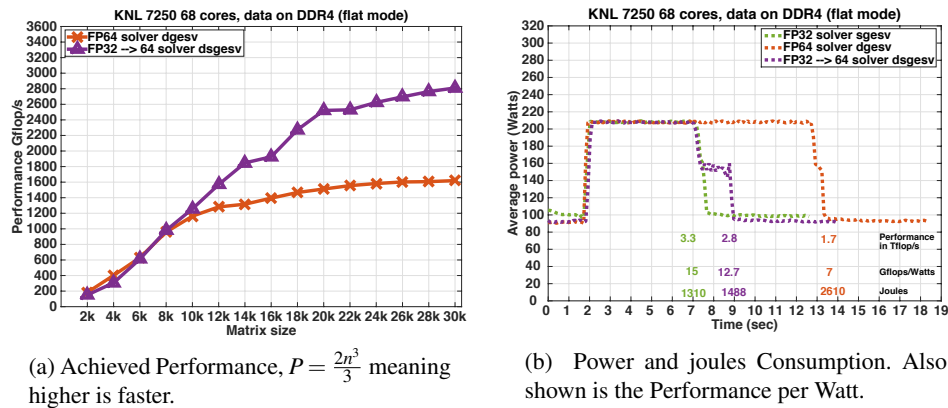 KNL 7250 68 cores, data on DDR4 (flat mode)
3600
3400
3200
3000
2800
2600
2400
2200
2000
1800
1600
1400
1200
1000
800
600
400
200
0
Performance Gflop/s
FP64 solver dgesv
FP32 --> 64 solver dsgesv
2k 4k 6k 8k 10k 12k 14k 16k 18k 20k 22k 24k 26k 28k 30k
Matrix size
(a) Achieved Performance, P = 2n³/3 meaning
higher is faster.
KNL 7250 68 cores, data on DDR4 (flat mode)
320
300
280
260
240
220
200
180
160
140
120
100
80
60
40
20
0
Average power (Watts)
FP32 solver sgesv
FP64 solver dgesv
FP32 --> 64 solver dsgesv
3.3 2.8 1.7 Performance
in Tflop/s
15 12.7 7 Gflops/Watts
1310 1488 2610 Joules
0 1 2 3 4 5 6 7 8 9 10 11 12 13 14 15 16 17 18 19
Time (sec)
(b) Power and joules Consumption. Also
shown is the Performance per Watt.